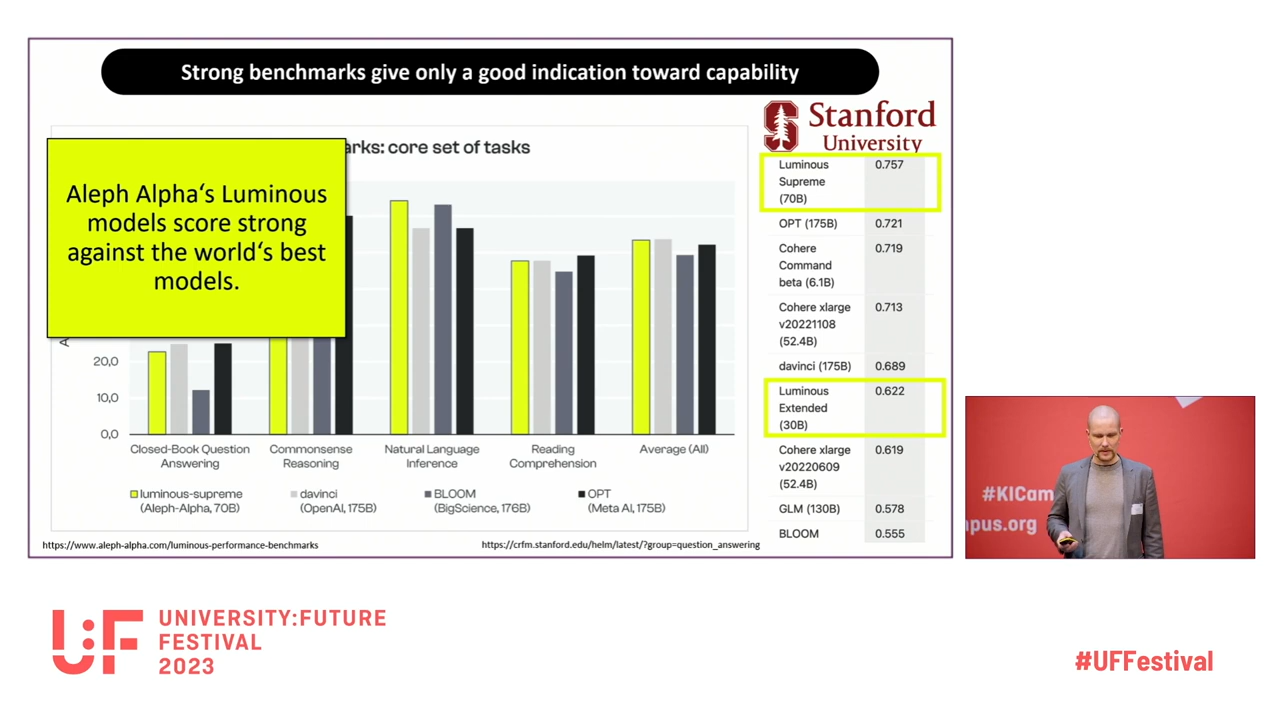 Strong benchmarks give only a good indication toward capability
arks: core set of tasks
Aleph Alpha‘s Luminous
models score strong
against the world‘s best
models.
A
20,0
10,0
0,0
Closed-Book Question
Answering
Commonsense
Reasoning
Natural Language
Inference
Reading
Comprehension
Average (All)
luminous-supreme
(Aleph-Alpha, 70B)
davinci
(OpenAI, 175B)
BLOOM
(BigScience, 176B)
OPT
(Meta AI, 175B)
https://www.aleph-alpha.com/luminous-performance-benchmarks
https://crfm.stanford.edu/helm/latest/?group=question_answering
S
Stanford
University
Luminous 0.757
Supreme
(70B)
OPT (175B) 0.721
Cohere 0.719
Command
beta (6.1B)
Cohere xlarge 0.713
v20221108
(52.4B)
davinci (175B) 0.689
Luminous 0.622
Extended
(30B)
Cohere xlarge 0.619
v20220609
(52.4B)
GLM (130B) 0.578
BLOOM 0.555
#KICam
mpus.org
U:F
UNIVERSITY:FUTURE
FESTIVAL
2023
#UFFestival